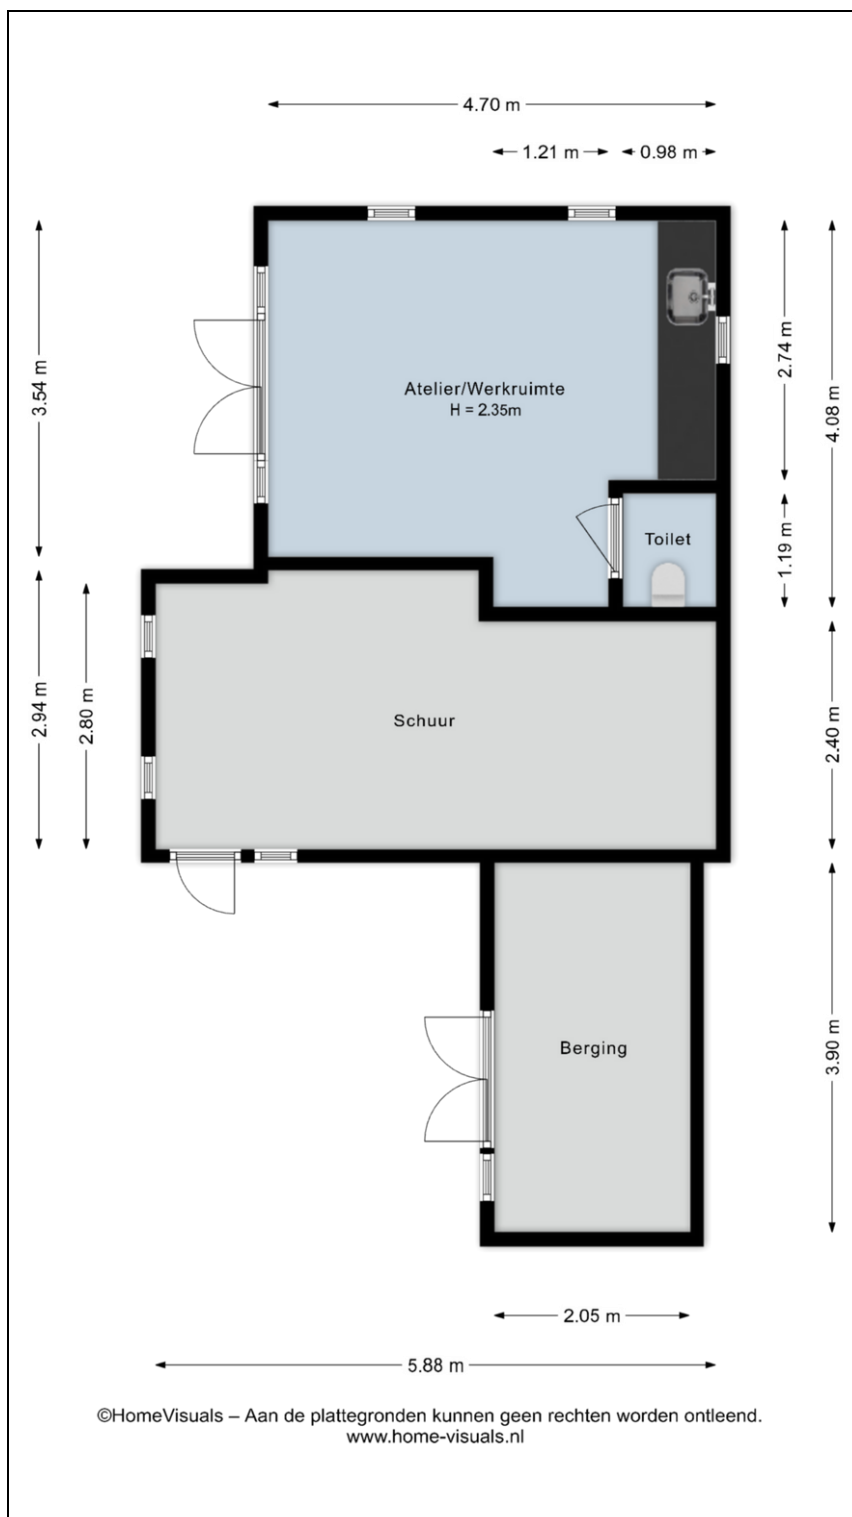 4.70 m
1.21 m
0.98 m
3.54 m
2.74 m
4.08 m
Atelier/Werkruimte
H = 2.35m
1.19 m
Toilet
2.94 m
2.80 m
Schuur
2.40 m
Berging
3.90 m
2.05 m
5.88 m
©HomeVisuals – Aan de plattegronden kunnen geen rechten worden ontleend.
www.home-visuals.nl